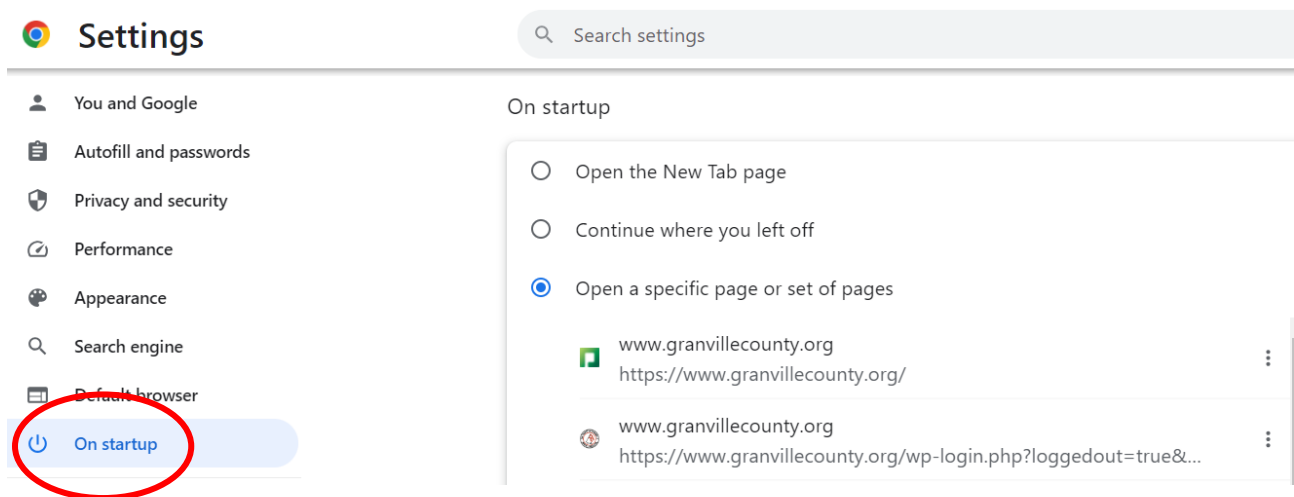 Settings
Search settings
You and Google
Autofill and passwords
Privacy and security
Performance
Appearance
Search engine
Default browser
On startup
On startup
Open the New Tab page
Continue where you left off
Open a specific page or set of pages
www.granvillecounty.org
https://www.granvillecounty.org/
www.granvillecounty.org
https://www.granvillecounty.org/wp-login.php?loggedout=true&...